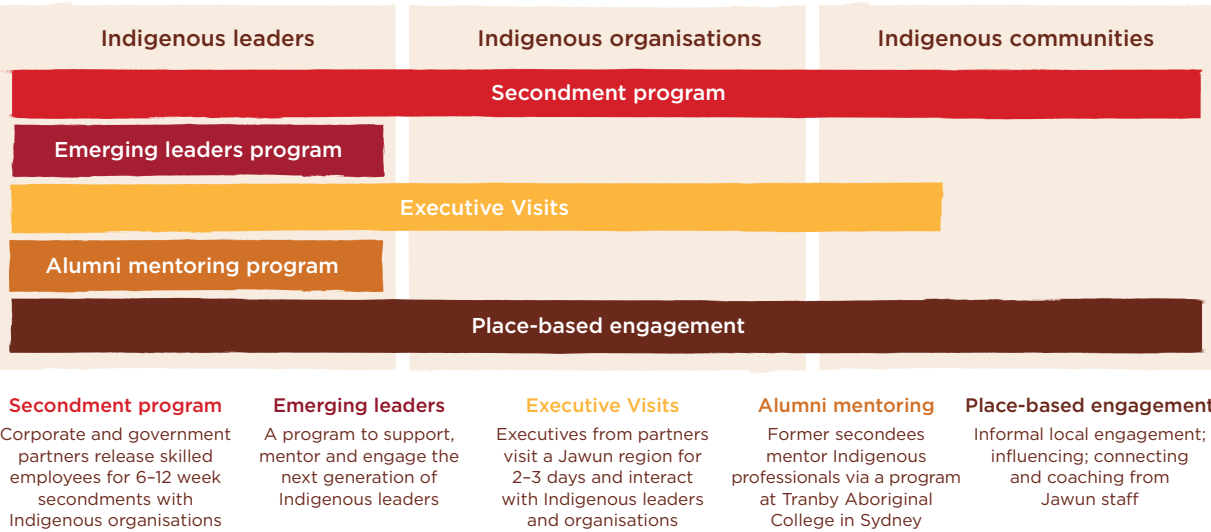 Indigenous leaders
Indigenous organisations
Indigenous communities
Secondment program
Emerging leaders program
Executive Visits
Alumni mentoring program
Place-based engagement
Secondment program
Corporate and government
partners release skilled
employees for 6–12 week
secondments with
Indigenous organisations
Emerging leaders
A program to support,
mentor and engage the
next generation of
Indigenous leaders
Executive Visits
Executives from partners
visit a Jawun region for
2–3 days and interact
with Indigenous leaders
and organisations
Alumni mentoring
Former secondees
mentor Indigenous
professionals via a program
at Tranby Aboriginal
College in Sydney
Place-based engagement
Informal local engagement;
influencing; connecting
and coaching from
Jawun staff